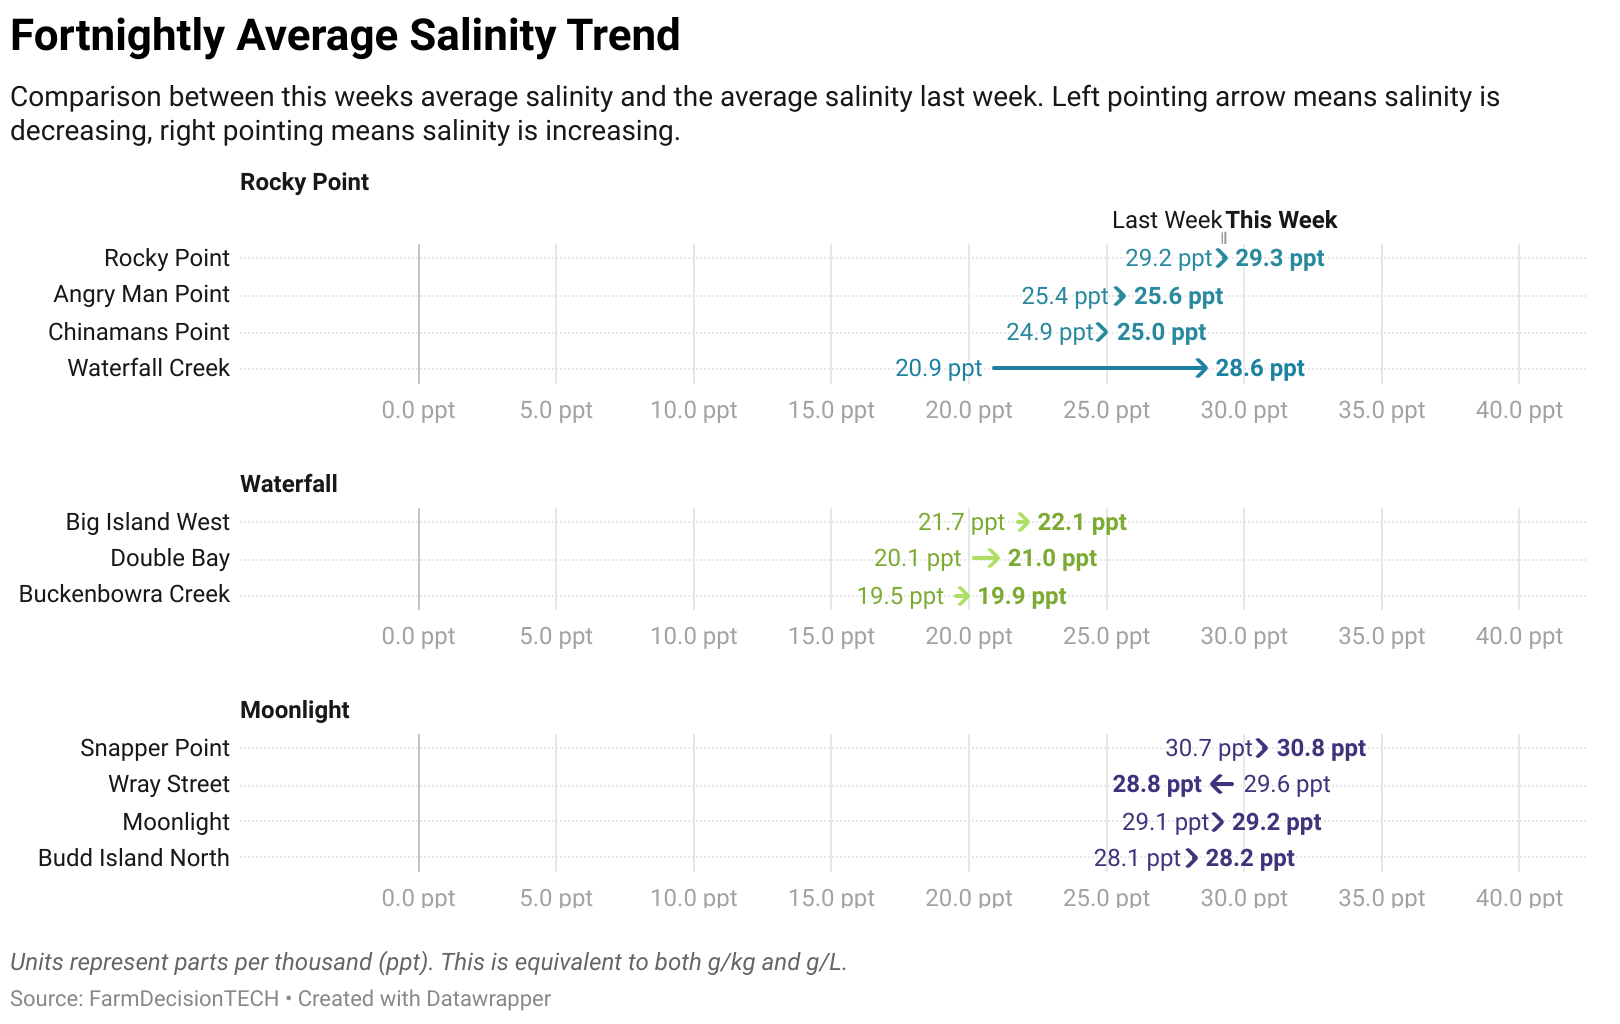 Fortnightly Average Salinity Trend
Comparison between this weeks average salinity and the average salinity last week. Left pointing arrow means salinity is
decreasing, right pointing means salinity is increasing.
Rocky Point
Last Week This Week
Rocky Point 29.2 ppt 29.3 ppt
Angry Man Point 25.4 ppt 25.6 ppt
Chinamans Point 24.9 ppt 25.0 ppt
Waterfall Creek 20.9 ppt 28.6 ppt
0.0 ppt 5.0 ppt 10.0 ppt 15.0 ppt 20.0 ppt 25.0 ppt 30.0 ppt 35.0 ppt 40.0 ppt
Waterfall
Big Island West 21.7 ppt 22.1 ppt
Double Bay 20.1 ppt 21.0 ppt
Buckenbowra Creek 19.5 ppt 19.9 ppt
0.0 ppt 5.0 ppt 10.0 ppt 15.0 ppt 20.0 ppt 25.0 ppt 30.0 ppt 35.0 ppt 40.0 ppt
Moonlight
Snapper Point 30.7 ppt 30.8 ppt
Wray Street 28.8 ppt 29.6 ppt
Moonlight 29.1 ppt 29.2 ppt
Budd Island North 28.1 ppt 28.2 ppt
0.0 ppt 5.0 ppt 10.0 ppt 15.0 ppt 20.0 ppt 25.0 ppt 30.0 ppt 35.0 ppt 40.0 ppt
Units represent parts per thousand (ppt). This is equivalent to both g/kg and g/L.
Source: FarmDecisionTECH • Created with Datawrapper